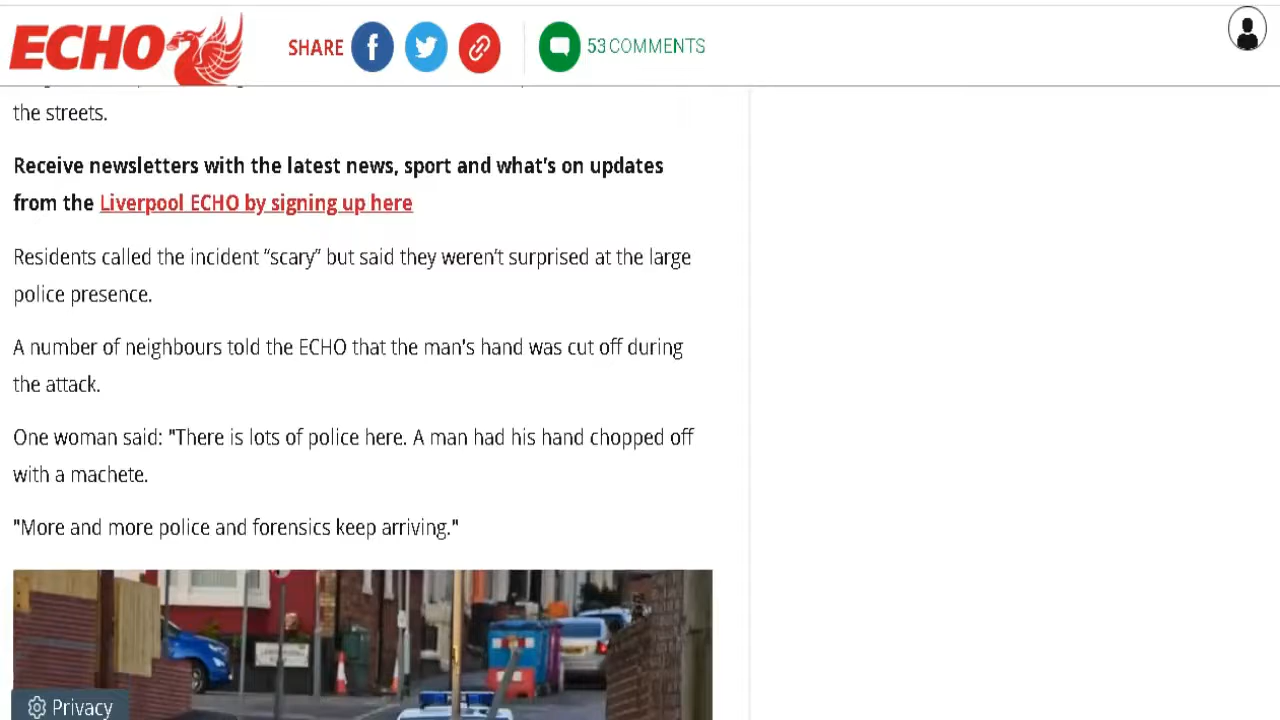 ECHO SHARE 53 COMMENTS
the streets.
Receive newsletters with the latest news, sport and what's on updates
from the Liverpool ECHO by signing up here
Residents called the incident "scary" but said they weren't surprised at the large
police presence.
A number of neighbours told the ECHO that the man's hand was cut off during
the attack.
One woman said: "There is lots of police here. A man had his hand chopped off
with a machete.
"More and more police and forensics keep arriving."
Privacy